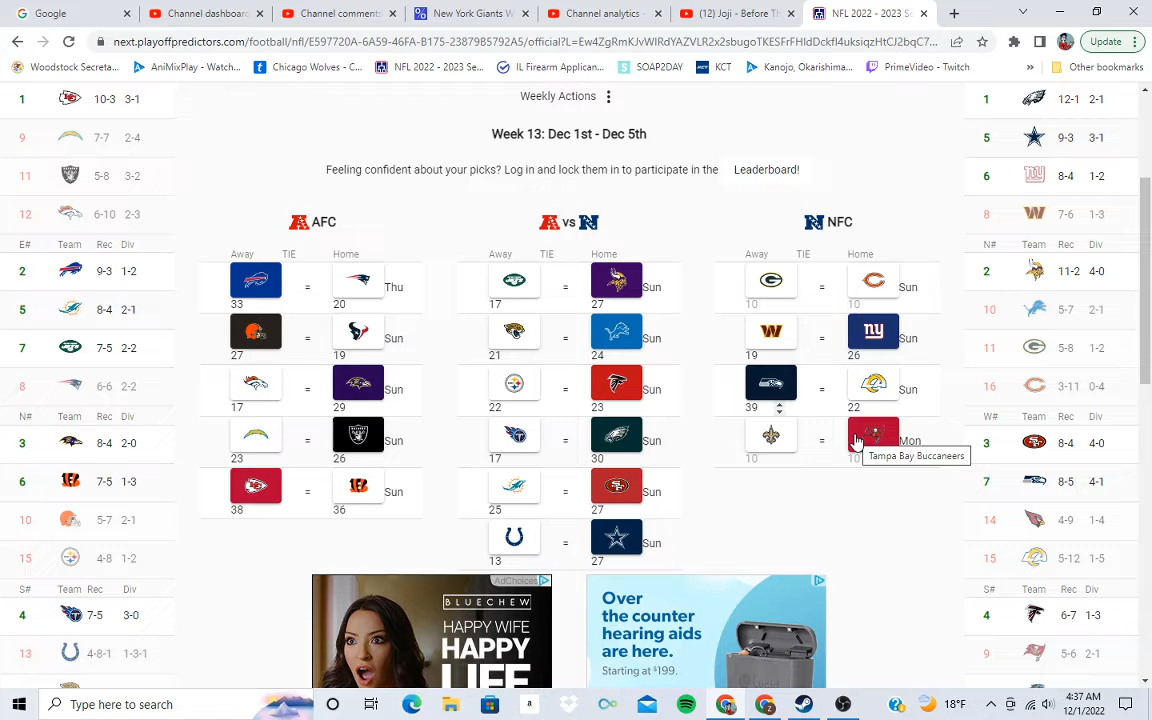 Google
Channel dashboard
Channel comments
New York Giants W
Channel analytics -
(12) Joji - Before Th
NFL 2022 - 2023 Se
next.playoffpredictors.com/football/nfl/E597720A-6A59-46FA-B175-23879B5792A5/official?L=Ew4ZgRmKJvWIRdYAZVLR2x2sbugoTKESFrFHIdDckfl4uksiqzHtCJ2bqC7...
Update
Woodstock Secreta...
AniMixPlay - Watch...
Chicago Wolves - C...
NFL 2022 - 2023 Se...
IL Firearm Applican...
SOAP2DAY
KCT
Kanojo, Okarishima...
PrimeVideo - Twitch
Other bookmarks
Weekly Actions
Week 13: Dec 1st - Dec 5th
Feeling confident about your picks? Log in and lock them in to participate in the Leaderboard!
1 10-3 3-1
9 7-7 2-4
11 5-8 3-2
12 6-10 2-3
E# Team Rec Div
2 9-3 1-2
5 8-4 2-1
7 7-5 2-2
8 6-6 2-2
N# Team Rec Div
3 8-4 2-0
6 7-5 1-3
10 5-7 2-1
15 4-8 1-2
S# Team Rec Div
4 7-5 3-0
13 4-8-1 1-3-1
AFC
Away TIE Home
= Thu
33 20
= Sun
27 19
= Sun
17 29
= Sun
23 26
= Sun
38 36
A vs N
Away TIE Home
= Sun
17 27
= Sun
21 24
= Sun
22 23
= Sun
17 30
= Sun
25 27
= Sun
13 27
NFC
Away TIE Home
= Sun
10 10
W = ny Sun
19 26
= Sun
39 22
= Mon
10 10
Tampa Bay Buccaneers
1 12-1 2-1
5 9-3 3-1
6 8-4 1-2
8 7-6 1-3
N# Team Rec Div
2 11-2 4-0
10 5-7 2-1
11 5-8 1-2
16 3-11 0-4
W# Team Rec Div
3 8-4 4-0
7 8-5 4-1
14 4-9 1-4
15 5-12 1-5
S# Team Rec Div
4 6-7 1-3
9 5-6 2-1
AdChoices
BLUECHEW
HAPPY WIFE
HAPPY
LIFE
Over
the counter
hearing aids
are here.
Starting at $199.
Type here to search
18°F
4:37 AM
12/1/2022